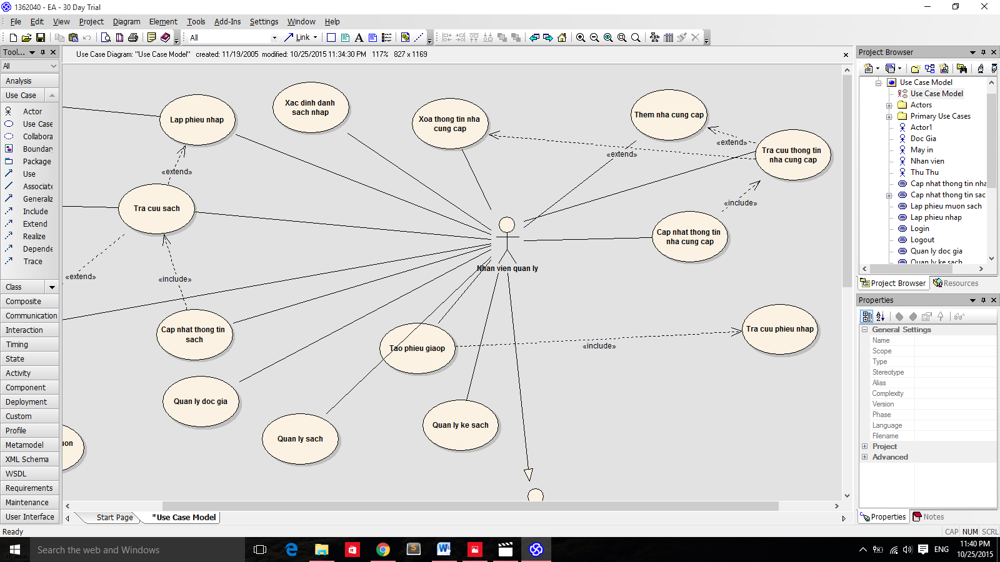 1362040 - EA - 30 Day Trial
File Edit View Project Diagram Element Tools Add-Ins Settings Window Help
All Link
Tool...
All
Analysis
Use Case
Actor
Use Case
Collabora
Boundar
Package
Use
Associate
Generaliz
Include
Extend
Realize
Depende
Trace
Class
Composite
Communication
Interaction
Timing
State
Activity
Component
Deployment
Custom
Profile
Metamodel
XML Schema
WSDL
Requirements
Maintenance
User Interface
Use Case Diagram: "Use Case Model" created: 11/19/2005 modified: 10/25/2015 11:34:30 PM 117% 827 x 1169
Lap phieu nhap
Xac dinh danh
sach nhap
Xoa thong tin nha
cung cap
Them nha cung cap
«extend»
«extend»
Tra cuu thong tin
nha cung cap
«extend»
«include»
Tra cuu sach
Cap nhat thong tin
nha cung cap
Nhan vien quan ly
«extend»
«include»
Cap nhat thong tin
sach
Tao phieu giaop
«include»
Tra cuu phieu nhap
Quan ly doc gia
Quan ly sach
Quan ly ke sach
uon
Start Page *Use Case Model
Project Browser
Use Case Model
Use Case Model
Actors
Primary Use Cases
Actor1
Doc Gia
May in
Nhan vien
Thu Thu
Cap nhat thong tin nha
Cap nhat thong tin sac
Lap phieu muon sach
Lap phieu nhap
Login
Logout
Quan ly doc gia
Quan ly ke sach
Project Browser Resources
Properties
General Settings
Name
Scope
Type
Stereotype
Alias
Complexity
Version
Phase
Language
Filename
Project
Advanced
Properties Notes
Ready CAP NUM SCRL
Search the web and Windows
ENG
11:40 PM
10/25/2015